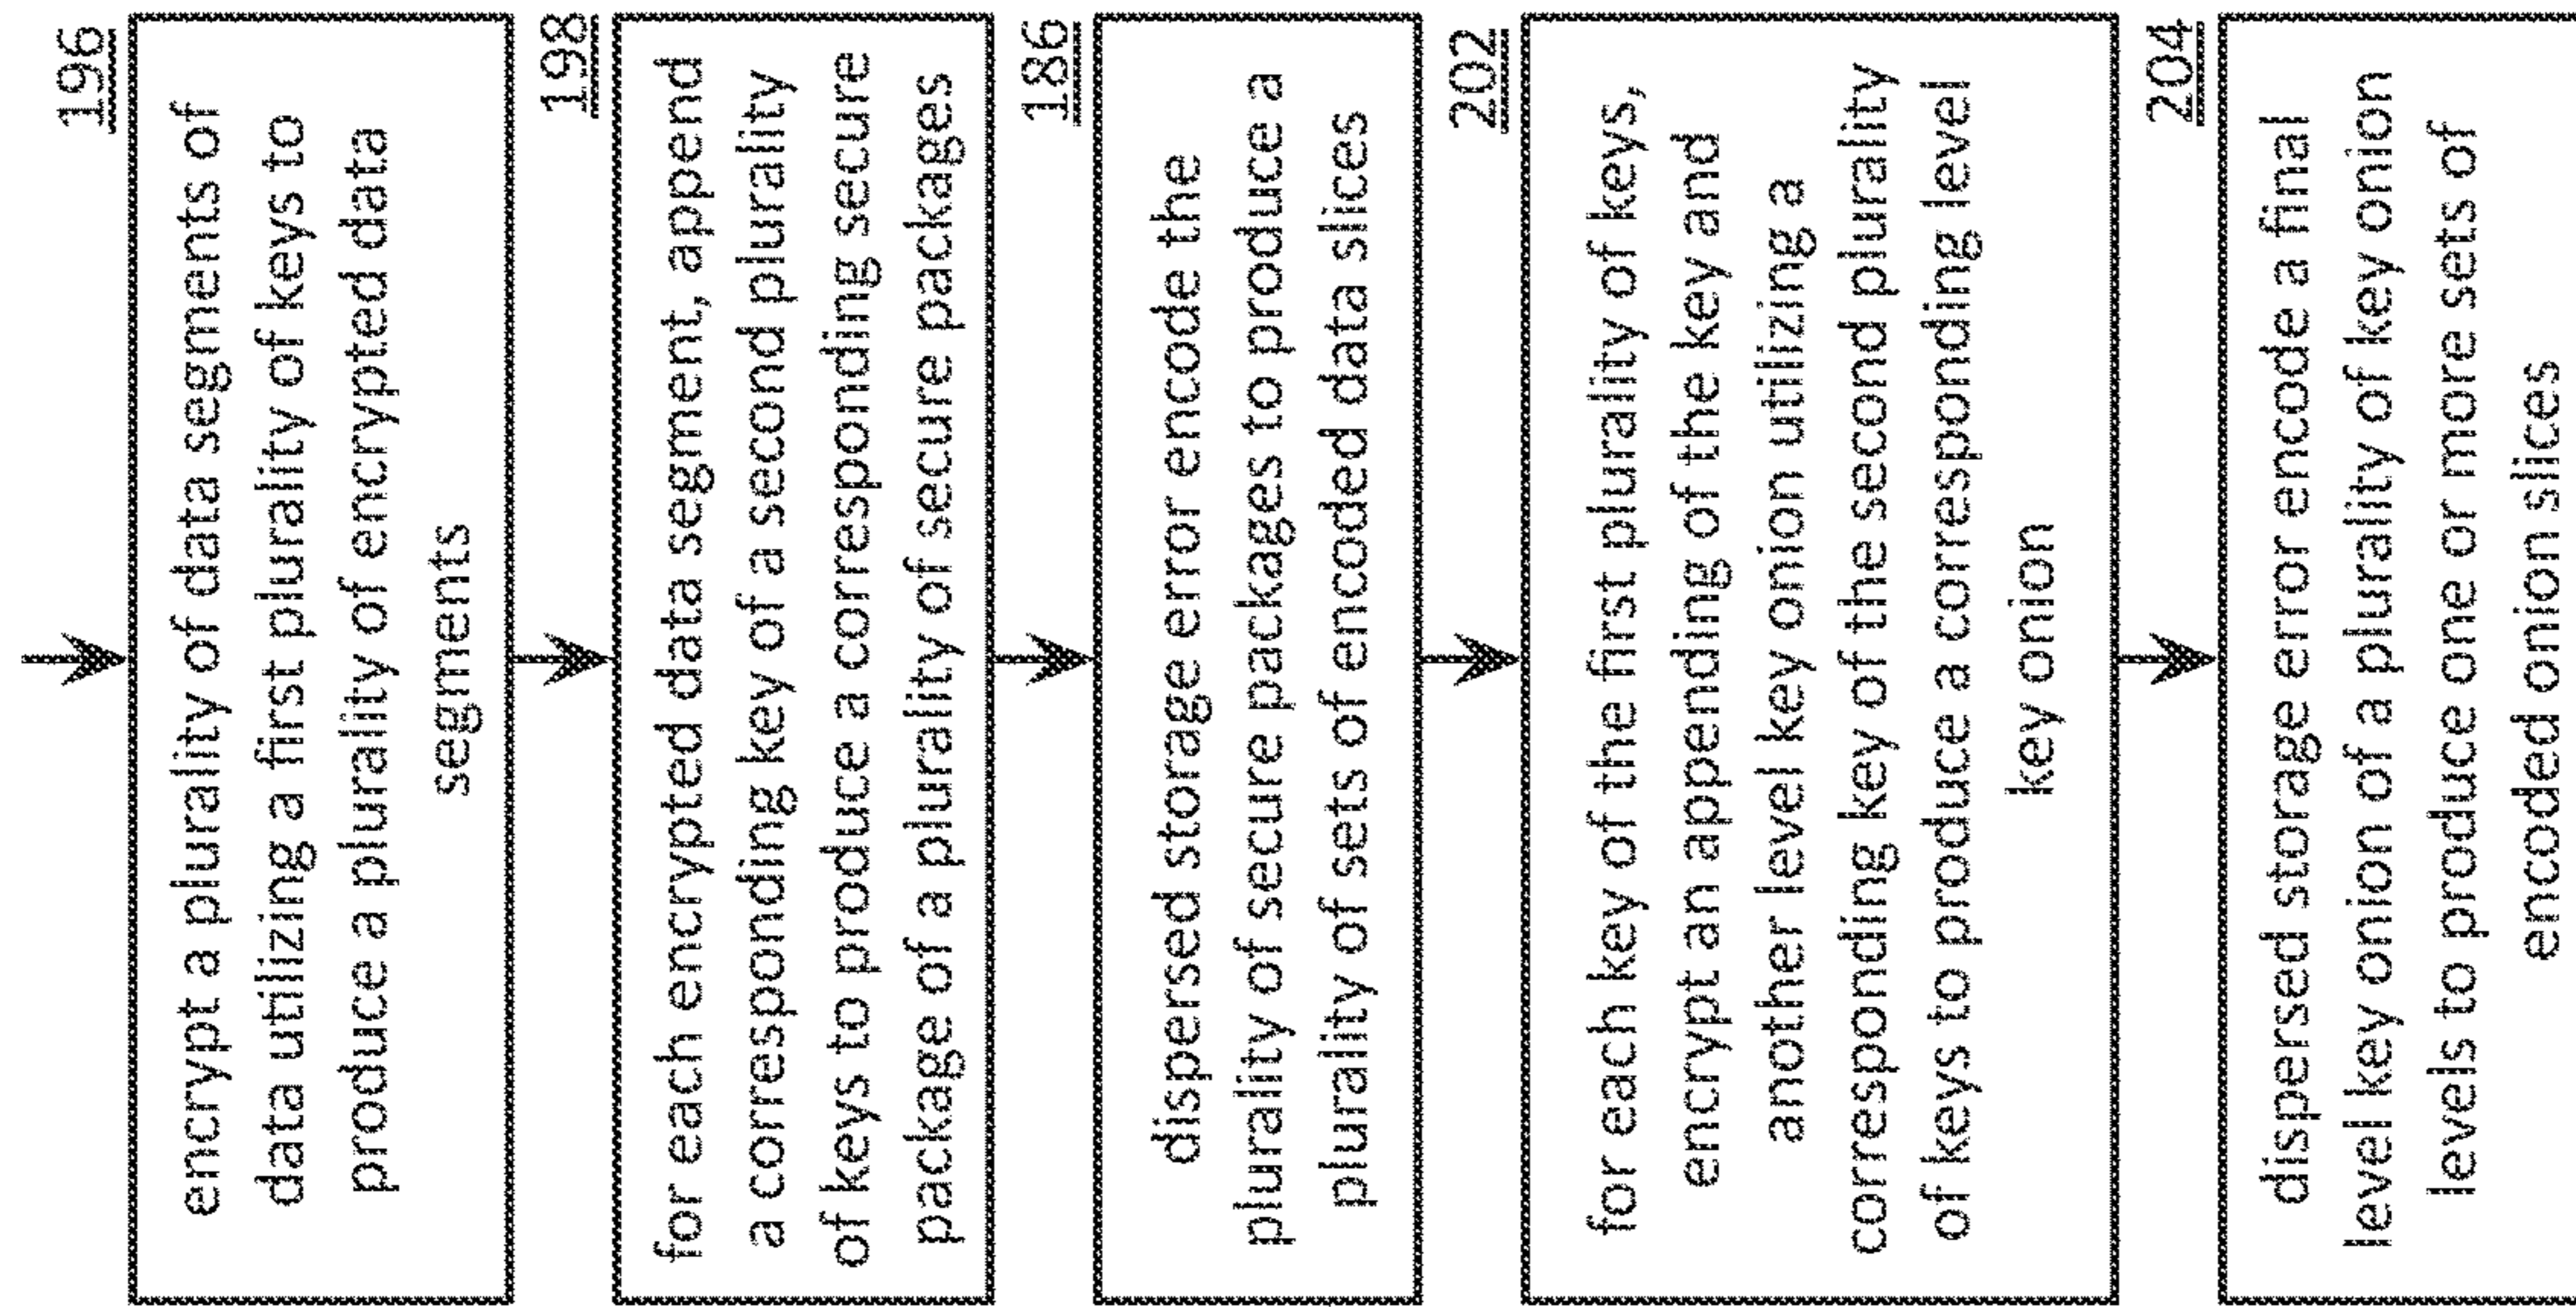 196
encrypt a plurality of data segments of
data utilizing a first plurality of keys to
produce a plurality of encrypted data
segments
198
for each encrypted data segment, append
a corresponding key of a second plurality
of keys to produce a corresponding secure
package of a plurality of secure packages
186
dispersed storage error encode the
plurality of secure packages to produce a
plurality of sets of encoded data slices
202
for each key of the first plurality of keys,
encrypt an appending of the key and
another level key onion utilizing a
corresponding key of the second plurality
of keys to produce a corresponding level
key onion
204
dispersed storage error encode a final
level key onion of a plurality of key onion
levels to produce one or more sets of
encoded onion slices